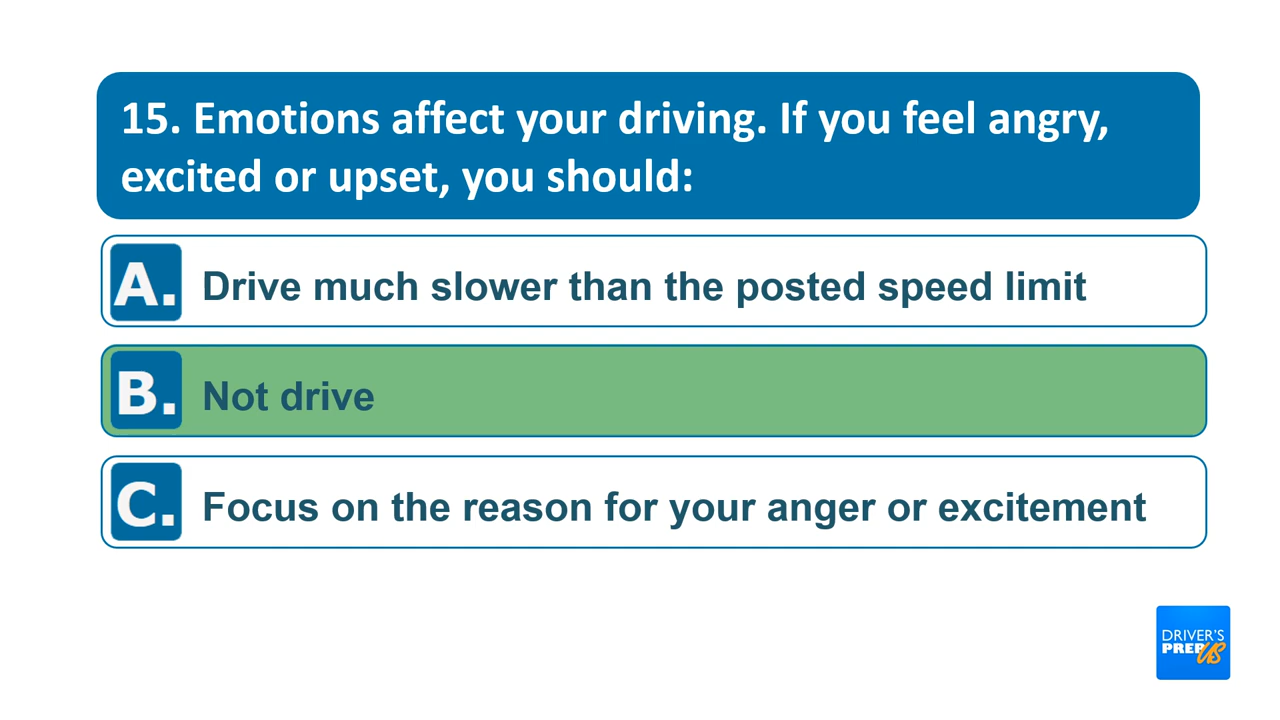 15. Emotions affect your driving. If you feel angry,
excited or upset, you should:
A. Drive much slower than the posted speed limit
B. Not drive
C. Focus on the reason for your anger or excitement
DRIVER'S
PREP US